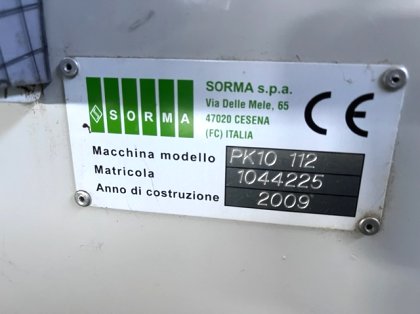 SORMA
SORMA s.p.a.
Via Delle Mele, 65
47020 CESENA
(FC) ITALIA
CE
Macchina modello PK10 112
Matricola 1044225
Anno di costruzione 2009